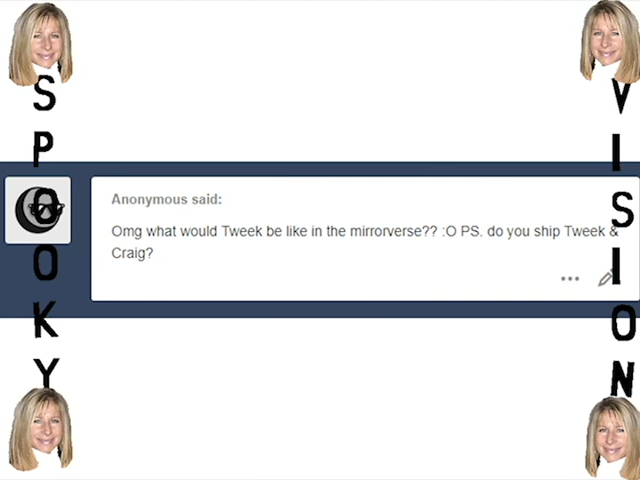 SPOOKY
VISION
Anonymous said:
Omg what would Tweek be like in the mirrorverse?? :O PS. do you ship Tweek &
Craig?